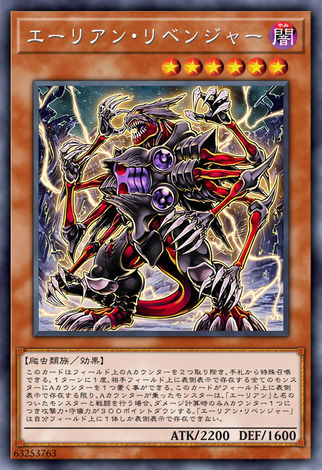 エーリアン・リベンジャー 闇
やみ
【爬虫類族／効果】
このカードはフィールド上のAカウンターを2つ取り除き、手札から特殊召喚
できる。1ターンに1度、相手フィールド上に表側表示で存在する全てのモンス
ターにAカウンターを1つ置く事ができる。このカードがフィールド上に表側表
示で存在する限り、Aカウンターが乗ったモンスターは、「エーリアン」と名の
ついたモンスターと戦闘を行う場合、ダメージ計算時のみAカウンター1つに
つき攻撃力・守備力が300ポイントダウンする。「エーリアン・リベンジャー」
は自分フィールド上に1体しか表側表示で存在できない。
ATK/2200 DEF/1600
63253763